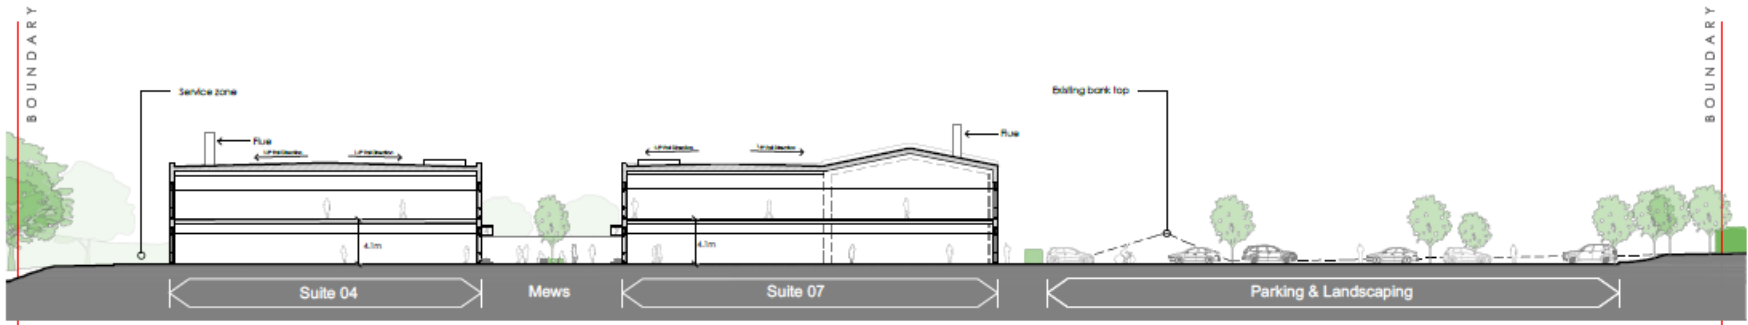 BOUNDARY
BOUNDARY
Service zone
Existing bank top
Flue
Flue
4.1m
4.1m
Suite 04
Mews
Suite 07
Parking & Landscaping